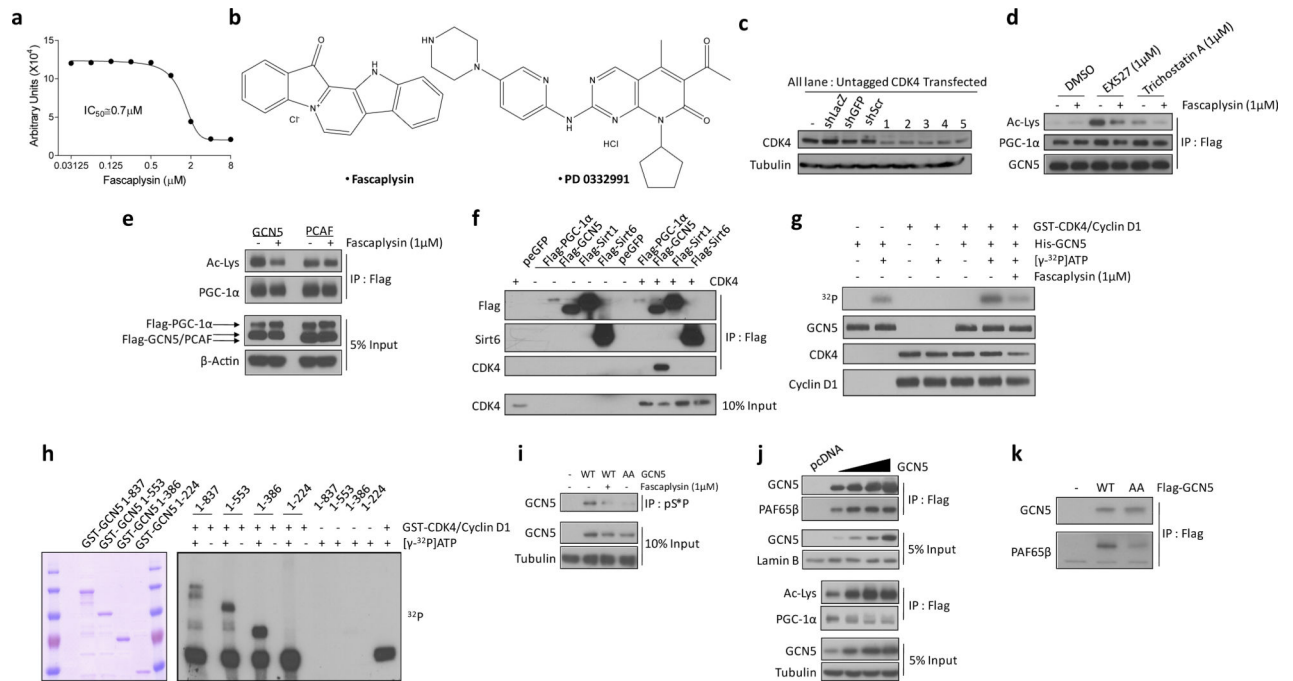 a
Arbitrary Units (X10⁴)
15
10
5
0
IC₅₀≅0.7µM
0.03125 0.125 0.5 2 8
Fascaplysin (µM)
b
O
HN
N⁺
Cl⁻
HN
N
N
N
H
N
N
N
O
O
HCl
• Fascaplysin
• PD 0332991
c
All lane : Untagged CDK4 Transfected
- shLacZ shGFP shScr 1 2 3 4 5
CDK4
Tubulin
d
DMSO EX527 (1µM) Trichostatin A (1µM)
- + - + - + Fascaplysin (1µM)
Ac-Lys
PGC-1α
GCN5
IP : Flag
e
GCN5 PCAF
- + - + Fascaplysin (1µM)
Ac-Lys
PGC-1α
IP : Flag
Flag-PGC-1α
Flag-GCN5/PCAF
β-Actin
5% Input
f
peGFP Flag-PGC-1α Flag-GCN5 Flag-Sirt1 Flag-Sirt6 peGFP Flag-PGC-1α Flag-GCN5 Flag-Sirt1 Flag-Sirt6
+ - - - - - + + + + CDK4
Flag
Sirt6
CDK4
IP : Flag
CDK4 10% Input
g
- - + + + + + GST-CDK4/Cyclin D1
+ + - - + + + His-GCN5
- + - + - + + [γ-³²P]ATP
+ Fascaplysin (1µM)
³²P
GCN5
CDK4
Cyclin D1
h
GST-GCN5 1-837
GST-GCN5 1-553
GST-GCN5 1-386
GST-GCN5 1-224
1-837 1-553 1-386 1-224 1-837 1-553 1-386 1-224
+ + + + + + + + - - - - + GST-CDK4/Cyclin D1
+ - + - + - + - + + + + + [γ-³²P]ATP
³²P
i
- WT WT AA GCN5
- - + - Fascaplysin (1µM)
GCN5 IP : pS*P
GCN5
Tubulin
10% Input
j
pcDNA GCN5
GCN5
PAF65β
IP : Flag
GCN5
Lamin B
5% Input
Ac-Lys
PGC-1α
IP : Flag
GCN5
Tubulin
5% Input
k
- WT AA Flag-GCN5
GCN5
PAF65β
IP : Flag